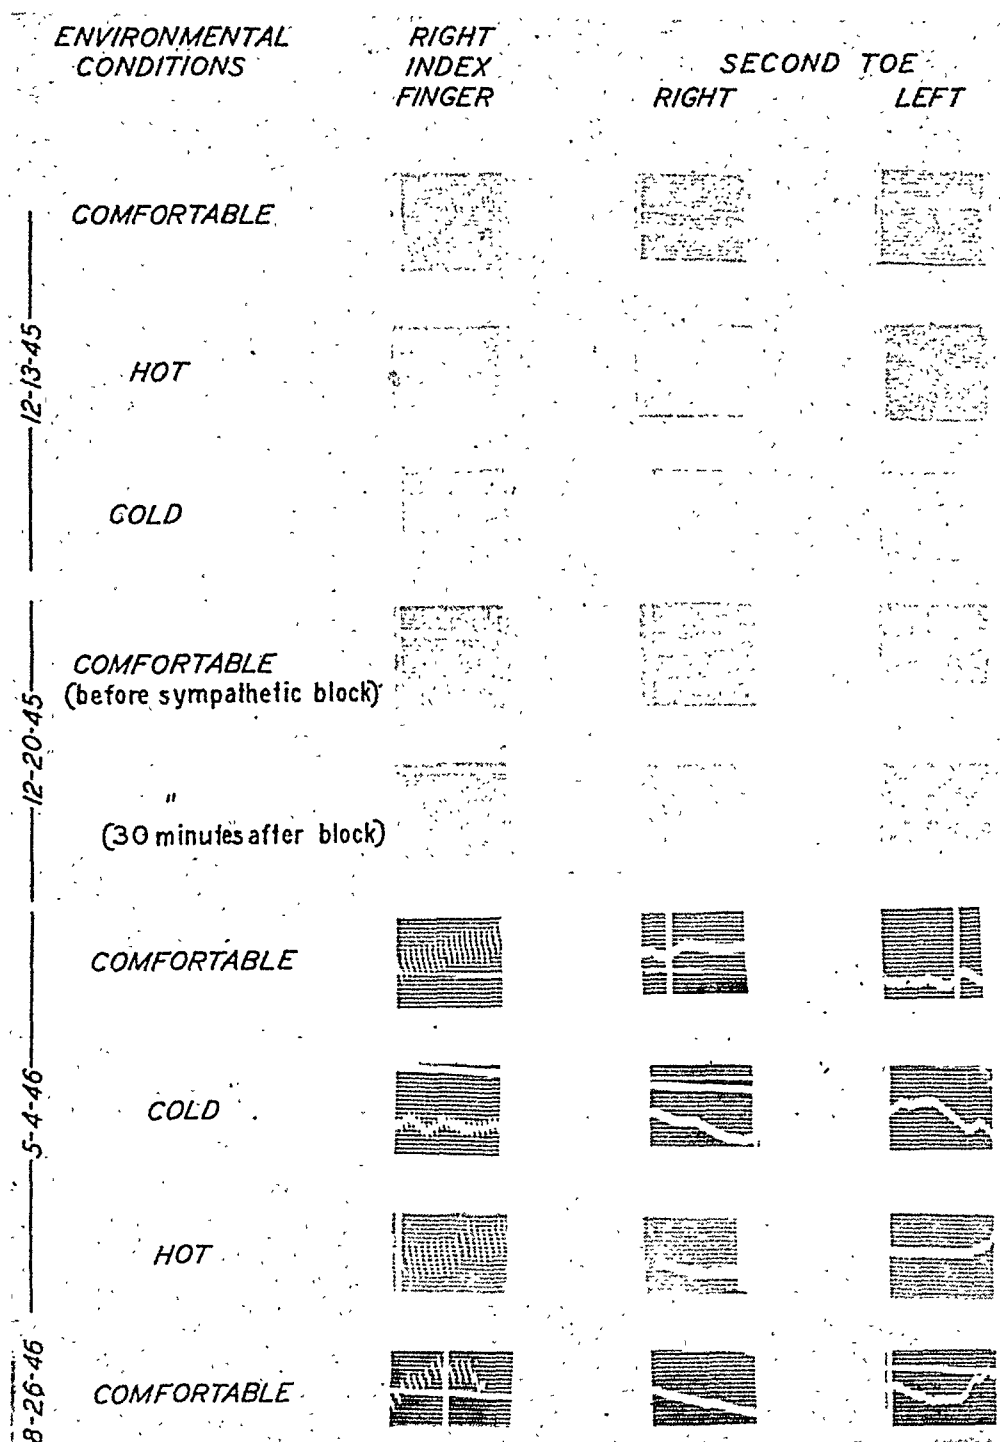 ENVIRONMENTAL
CONDITIONS
RIGHT
INDEX
FINGER
SECOND TOE
RIGHT
LEFT
12-13-45
COMFORTABLE
HOT
COLD
12-20-45
COMFORTABLE
(before sympathetic block)
"
(30 minutes after block)
5-4-46
COMFORTABLE
COLD
HOT
8-26-46
COMFORTABLE